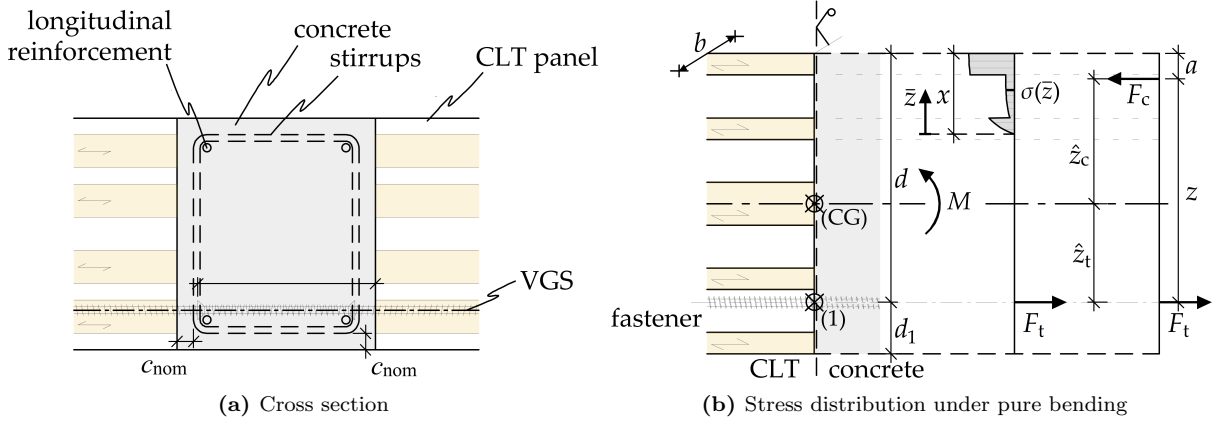 longitudinal
reinforcement
concrete
stirrups
CLT panel
VGS
c_nom
c_nom
(a) Cross section
b
z̄
x
σ(z̄)
a
F_c
ẑ_c
d
M
z
(CG)
ẑ_t
fastener
(1)
d_1
F_t
F_t
CLT
concrete
(b) Stress distribution under pure bending